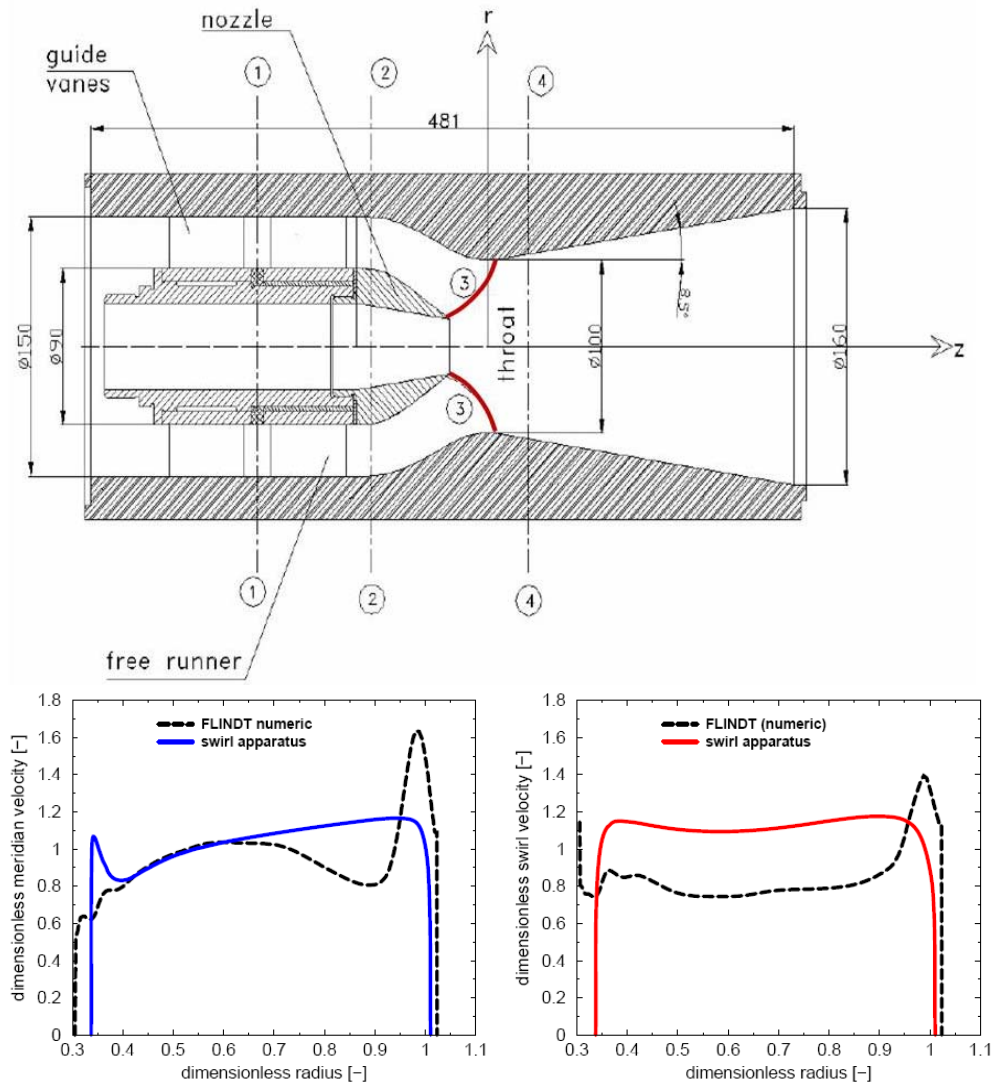 nozzle
r
guide
vanes
1
2
4
481
3
8.5°
ø150
ø90
throat
ø100
ø160
z
3
1
2
4
free runner
1.8
1.6
1.4
1.2
1
0.8
0.6
0.4
0.2
0
dimensionless meridian velocity [–]
FLINDT numeric
swirl apparatus
0.3 0.4 0.5 0.6 0.7 0.8 0.9 1 1.1
dimensionless radius [–]
1.8
1.6
1.4
1.2
1
0.8
0.6
0.4
0.2
0
dimensionless swirl velocity [–]
FLINDT (numeric)
swirl apparatus
0.3 0.4 0.5 0.6 0.7 0.8 0.9 1 1.1
dimensionless radius [–]